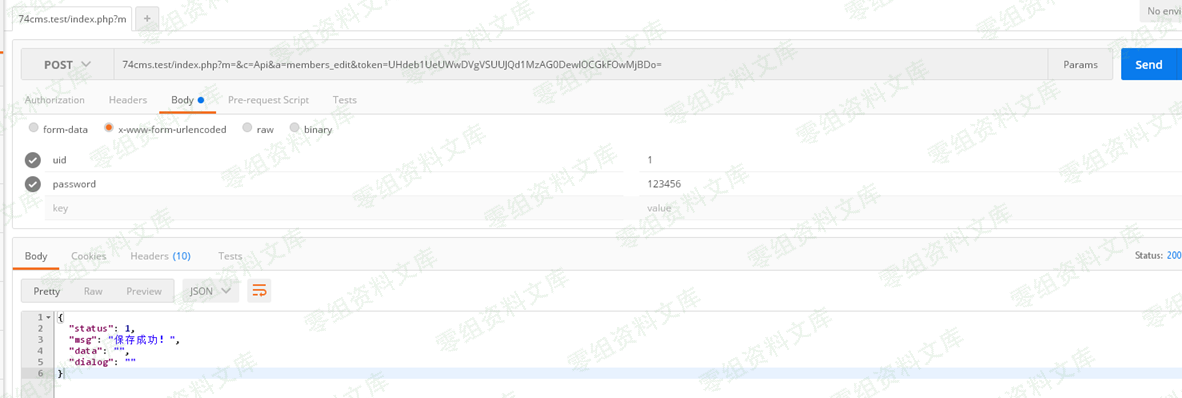 74cms.test/index.php?m
+
No envi
POST
74cms.test/index.php?m=&c=Api&a=members_edit&token=UHdeb1UeUWwDVgVSUUJQd1MzAG0DewIOCGkFOwMjBDo=
Params
Send
Authorization Headers Body Pre-request Script Tests
form-data x-www-form-urlencoded raw binary
uid 1
password 123456
key value
Body Cookies Headers (10) Tests
Status: 200
Pretty Raw Preview JSON
1 {
2 "status": 1,
3 "msg": "保存成功! ",
4 "data": "",
5 "dialog": ""
6 }
零组资料文库